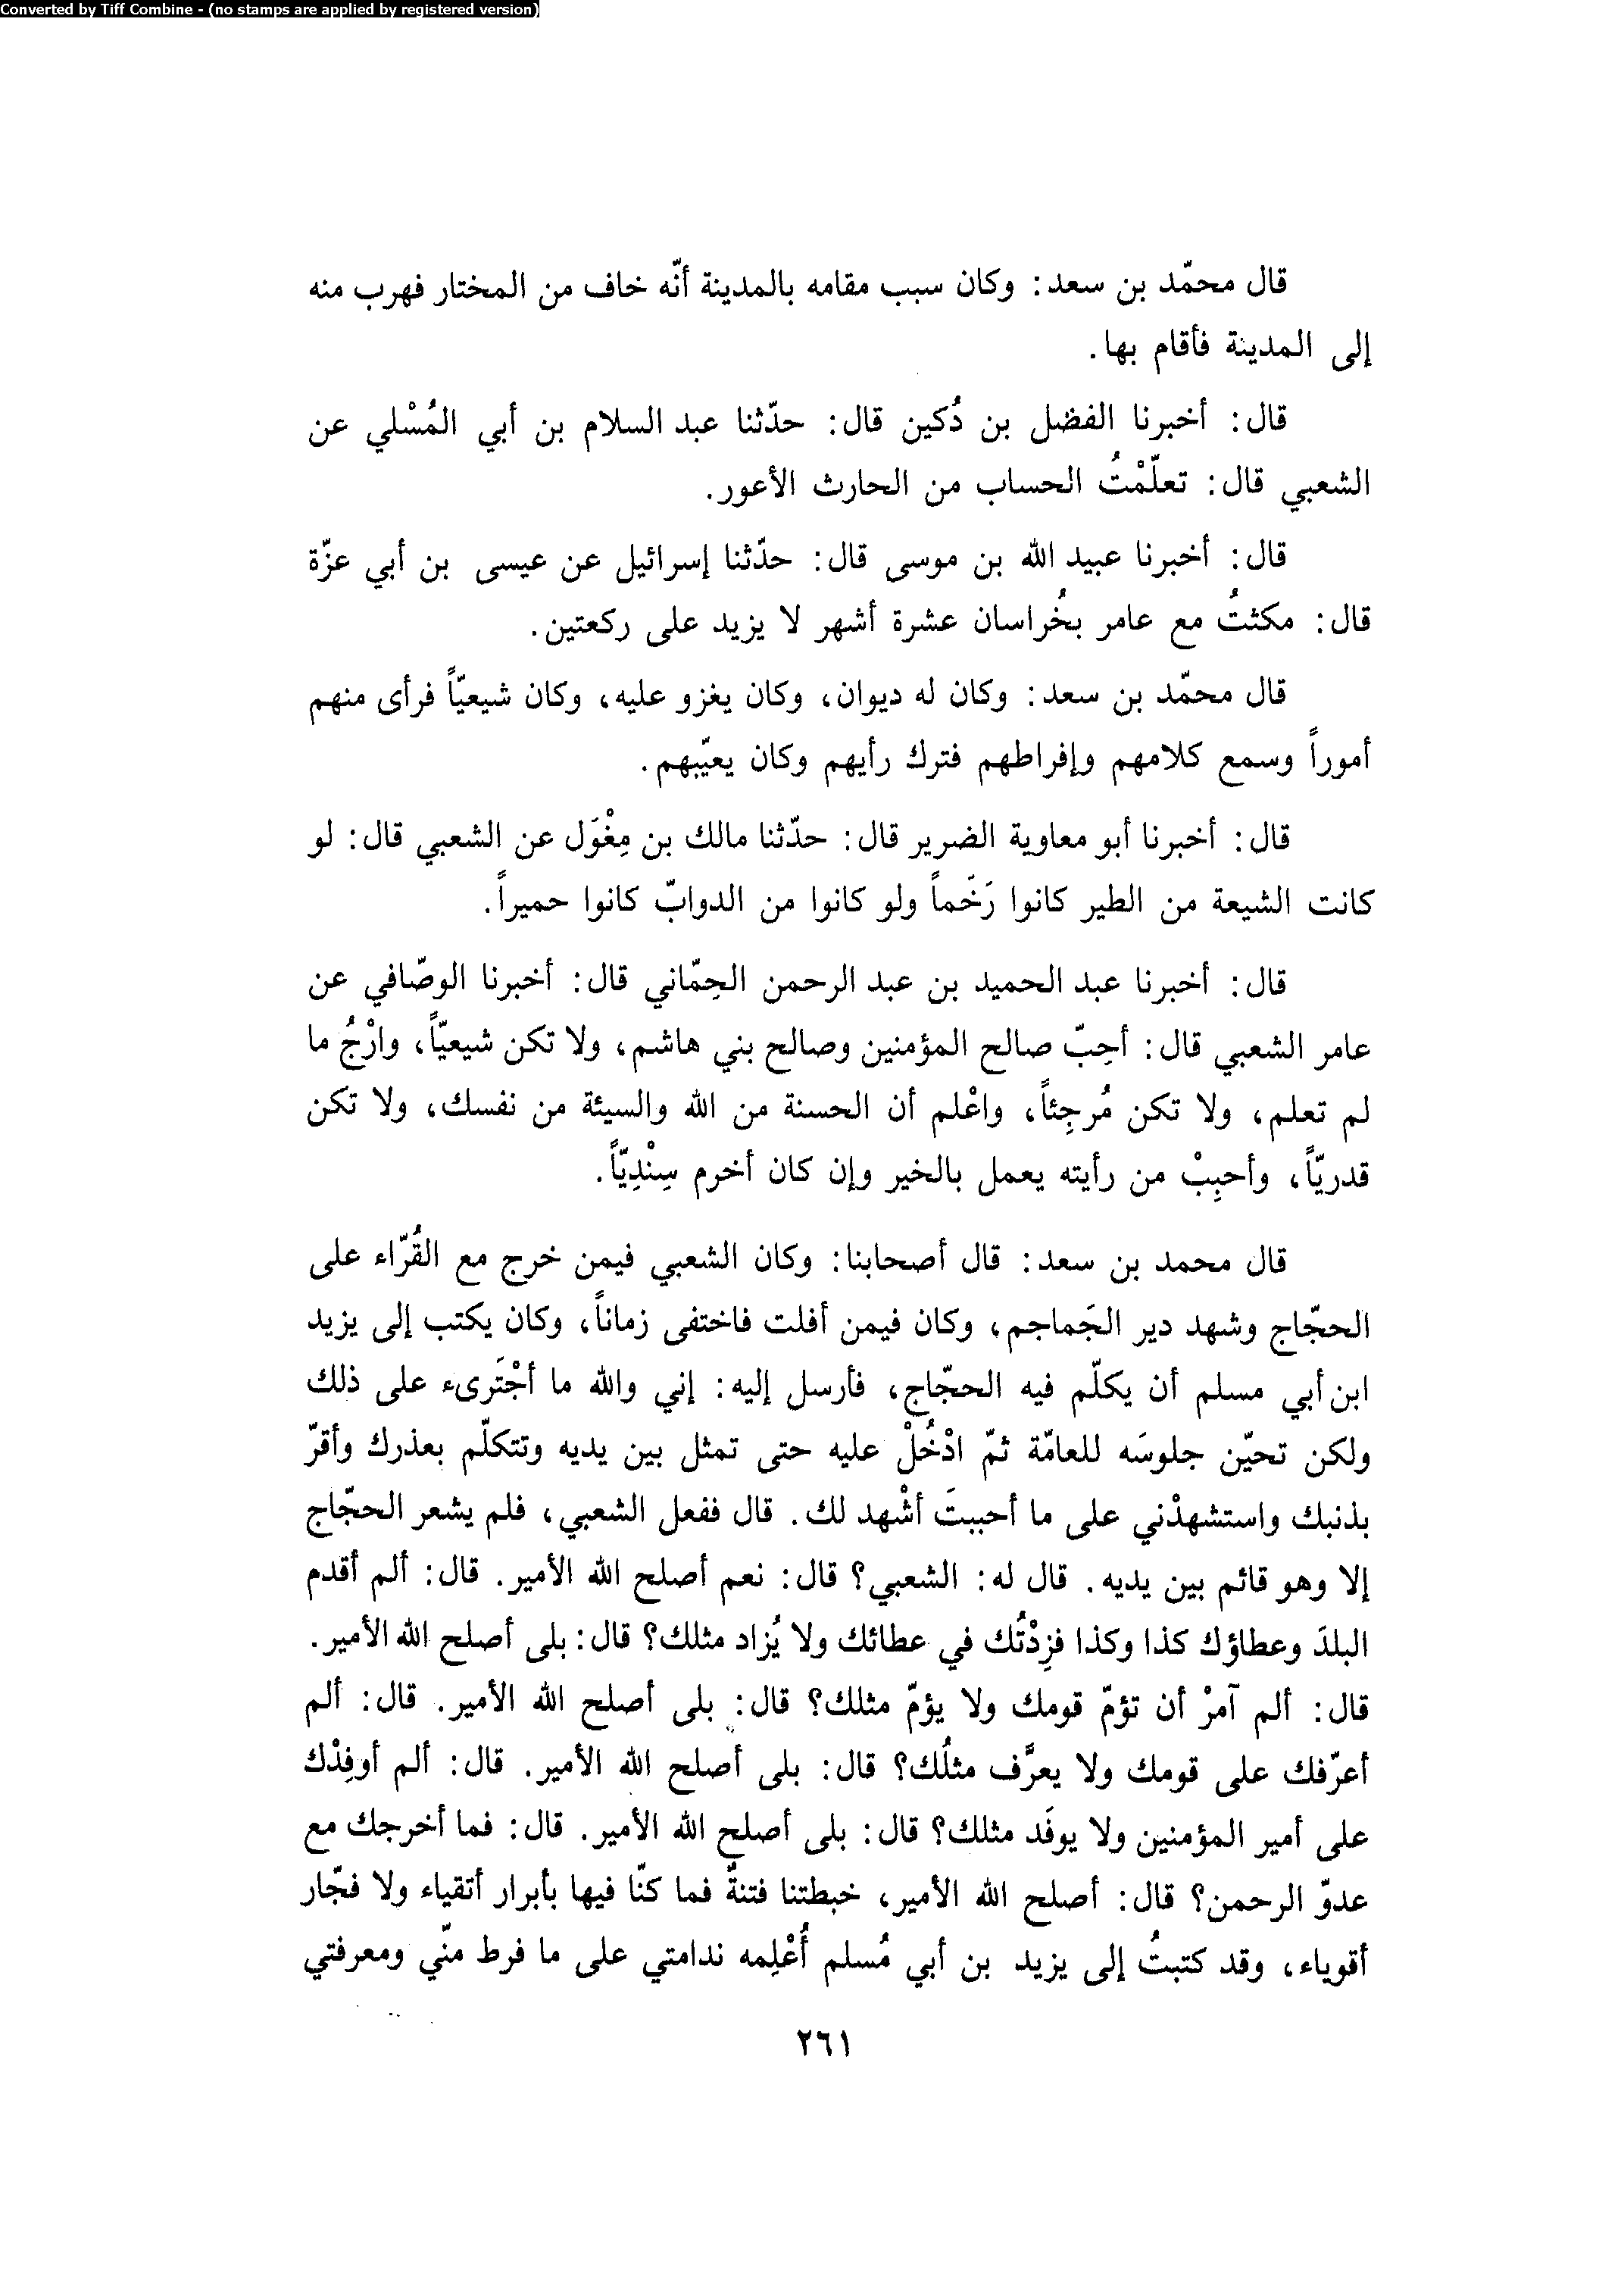 Converted by Tiff Combine - (no stamps are applied by registered version)
قال محمّد بن سعد: وكان سبب مقامه بالمدينة أنّه خاف من المختار فهرب منه
إلى المدينة فأقام بها.
قال: أخبرنا الفضل بن دُكين قال: حدّثنا عبد السلام بن أبي المُسْلي عن
الشعبي قال: تعلّمْتُ الحساب من الحارث الأعور.
قال: أخبرنا عبيد الله بن موسى قال: حدّثنا إسرائيل عن عيسى بن أبي عزّة
قال: مكثتُ مع عامر بخُراسان عشرة أشهر لا يزيد على ركعتين.
قال محمّد بن سعد: وكان له ديوان، وكان يغزو عليه، وكان شيعيّاً فرأى منهم
أموراً وسمع كلامهم وإفراطهم فترك رأيهم وكان يعيّبهم.
قال: أخبرنا أبو معاوية الضرير قال: حدّثنا مالك بن مِغْوَل عن الشعبي قال: لو
كانت الشيعة من الطير كانوا رَخَماً ولو كانوا من الدوابّ كانوا حميراً.
قال: أخبرنا عبد الحميد بن عبد الرحمن الحِمّاني قال: أخبرنا الوصّافي عن
عامر الشعبي قال: أحِبّ صالح المؤمنين وصالح بني هاشم، ولا تكن شيعيّاً، وارْجُ ما
لم تعلم، ولا تكن مُرجِئاً، واعْلم أن الحسنة من الله والسيئة من نفسك، ولا تكن
قدريّاً، وأحبِبْ من رأيته يعمل بالخير وإن كان أخرم سِنْدِيّاً.
قال محمد بن سعد: قال أصحابنا: وكان الشعبي فيمن خرج مع القُرّاء على
الحجّاج وشهد دير الجَماجم، وكان فيمن أفلت فاختفى زماناً، وكان يكتب إلى يزيد
ابن أبي مسلم أن يكلّم فيه الحجّاج، فأرسل إليه: إني والله ما أجْتَرىء على ذلك
ولكن تحيّن جلوسَه للعامّة ثمّ ادْخُلْ عليه حتى تمثل بين يديه وتتكلّم بعذرك وأقرّ
بذنبك واستشهدْني على ما أحببتَ أشْهد لك. قال ففعل الشعبي، فلم يشعر الحجّاج
إلا وهو قائم بين يديه. قال له: الشعبي؟ قال: نعم أصلح الله الأمير. قال: ألم أقدم
البلدَ وعطاؤك كذا وكذا فزِدْتُك في عطائك ولا يُزاد مثلك؟ قال: بلى أصلح الله الأمير.
قال: ألم آمرْ أن تؤمّ قومك ولا يؤمّ مثلك؟ قال: بلى أصلح الله الأمير. قال: ألم
أعرّفك على قومك ولا يعرَّف مثلُك؟ قال: بلى أصلح الله الأمير. قال: ألم أوفِدْك
على أمير المؤمنين ولا يوفَد مثلك؟ قال: بلى أصلح الله الأمير. قال: فما أخرجك مع
عدوّ الرحمن؟ قال: أصلح الله الأمير، خبطتنا فتنةٌ فما كنّا فيها بأبرار أتقياء ولا فجّار
أقوياء، وقد كتبتُ إلى يزيد بن أبي مُسلم أُعْلِمه ندامتي على ما فرط منّي ومعرفتي
٢٦١